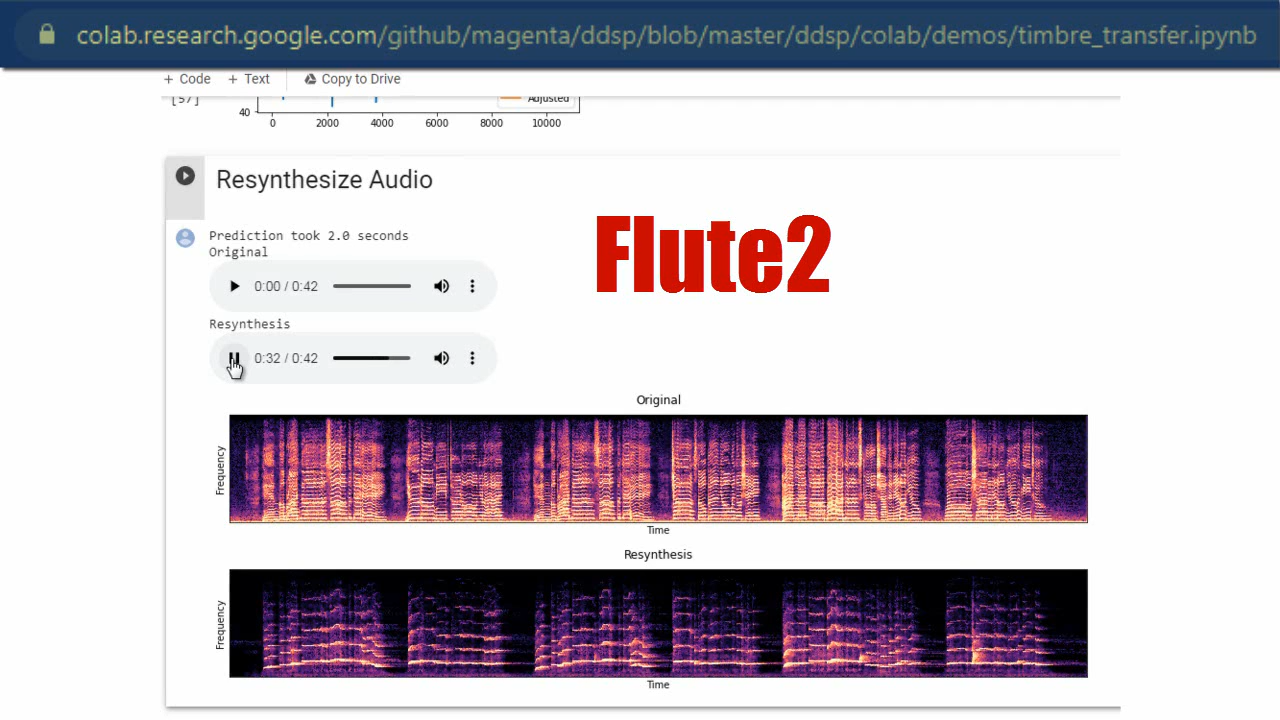 colab.research.google.com/github/magenta/ddsp/blob/master/ddsp/colab/demos/timbre_transfer.ipynb
+ Code + Text Copy to Drive
[57]
Adjusted
40
0 2000 4000 6000 8000 10000
Resynthesize Audio
Flute2
Prediction took 2.0 seconds
Original
0:00 / 0:42
Resynthesis
0:32 / 0:42
Original
Frequency
Time
Resynthesis
Frequency
Time